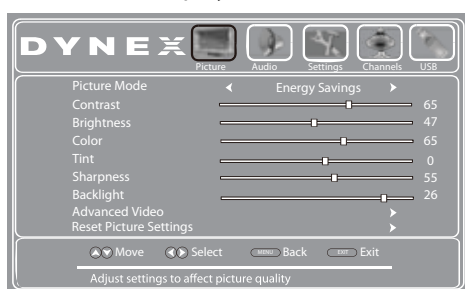 DYNEX
Picture Audio Settings Channels USB
Picture Mode Energy Savings
Contrast 65
Brightness 47
Color 65
Tint 0
Sharpness 55
Backlight 26
Advanced Video
Reset Picture Settings
Move Select MENU Back EXIT Exit
Adjust settings to affect picture quality